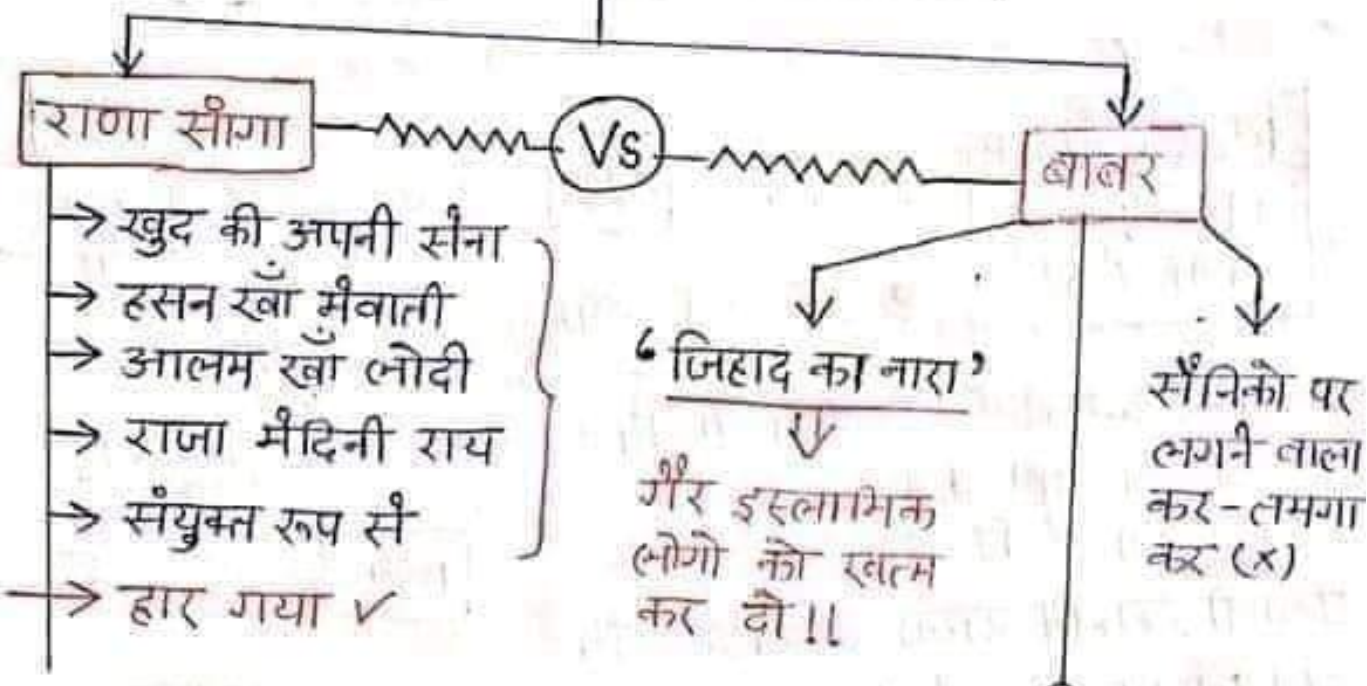 राणा सांगा
Vs
बाबर
खुद की अपनी सेना
हसन खाँ मेवाती
आलम खाँ लोदी
राजा मेदिनी राय
संयुक्त रूप से
हार गया ✓
‘जिहाद का नारा’
गैर इस्लामिक
लोगो को खत्म
कर दो!!
सैनिको पर
लगने वाला
कर-तमगा
कर (x)